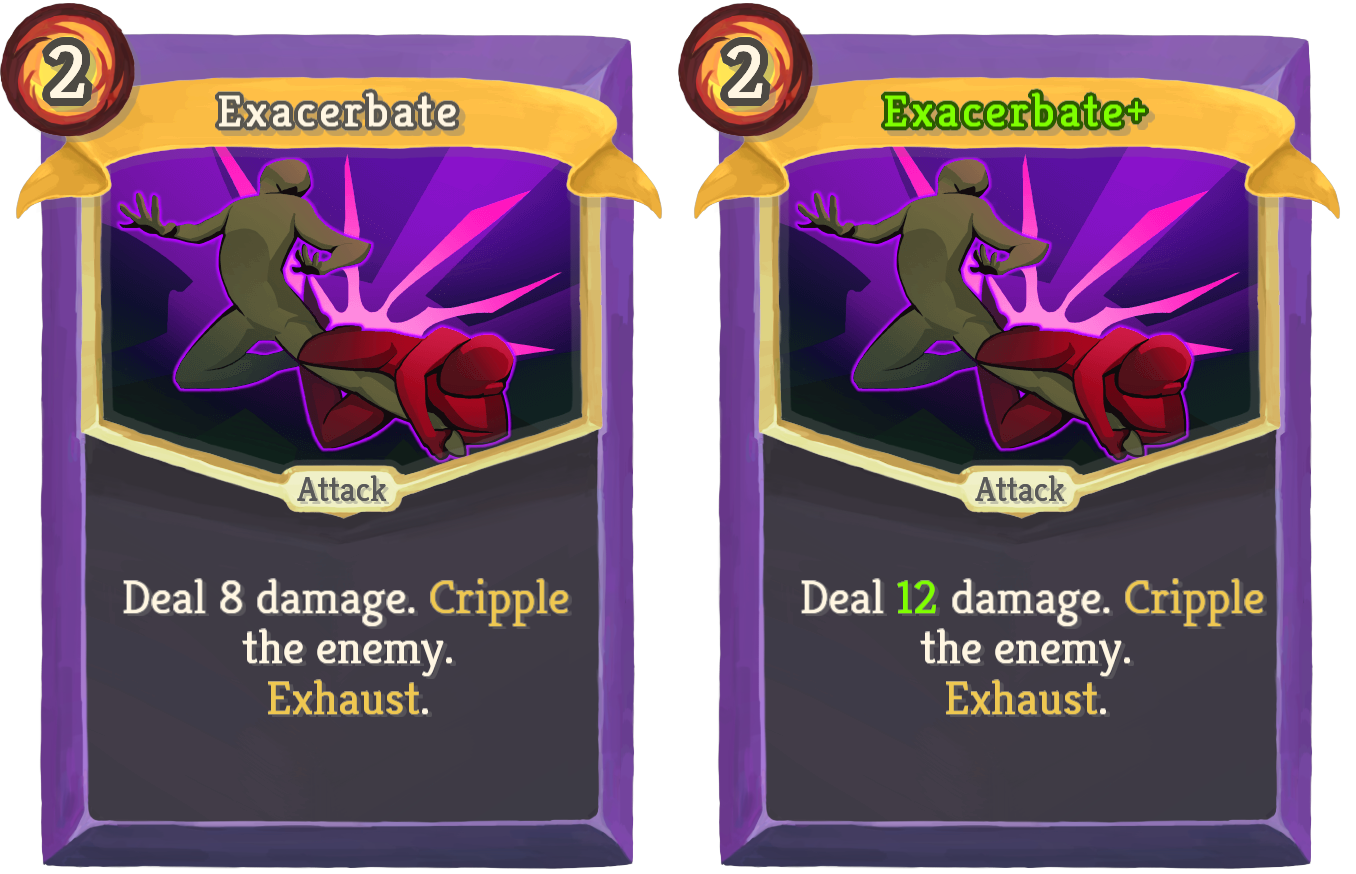 2
Exacerbate
Attack
Deal 8 damage. Cripple
the enemy.
Exhaust.
2
Exacerbate+
Attack
Deal 12 damage. Cripple
the enemy.
Exhaust.